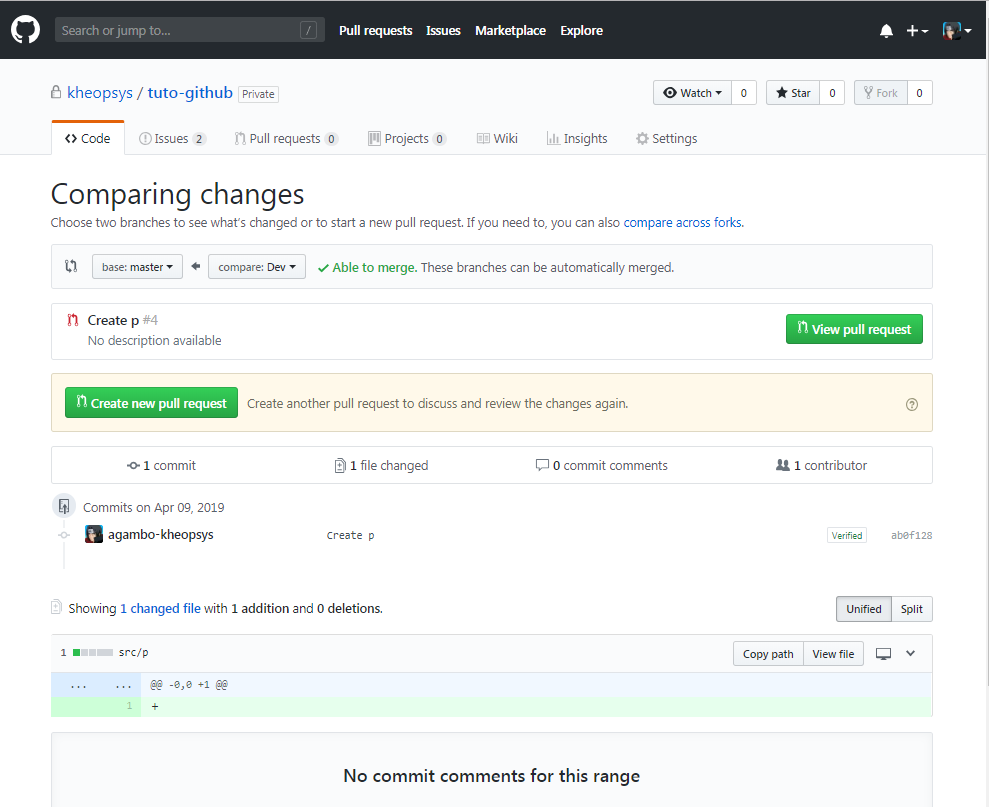 Search or jump to... / Pull requests Issues Marketplace Explore
kheopsys / tuto-github Private Watch 0 Star 0 Fork 0
Code Issues 2 Pull requests 0 Projects 0 Wiki Insights Settings
Comparing changes
Choose two branches to see what's changed or to start a new pull request. If you need to, you can also compare across forks.
base: master compare: Dev Able to merge. These branches can be automatically merged.
Create p #4
No description available
View pull request
Create new pull request Create another pull request to discuss and review the changes again.
1 commit 1 file changed 0 commit comments 1 contributor
Commits on Apr 09, 2019
agambo-kheopsys Create p Verified ab0f128
Showing 1 changed file with 1 addition and 0 deletions. Unified Split
1 src/p Copy path View file
... ... @@ -0,0 +1 @@
1 +
No commit comments for this range